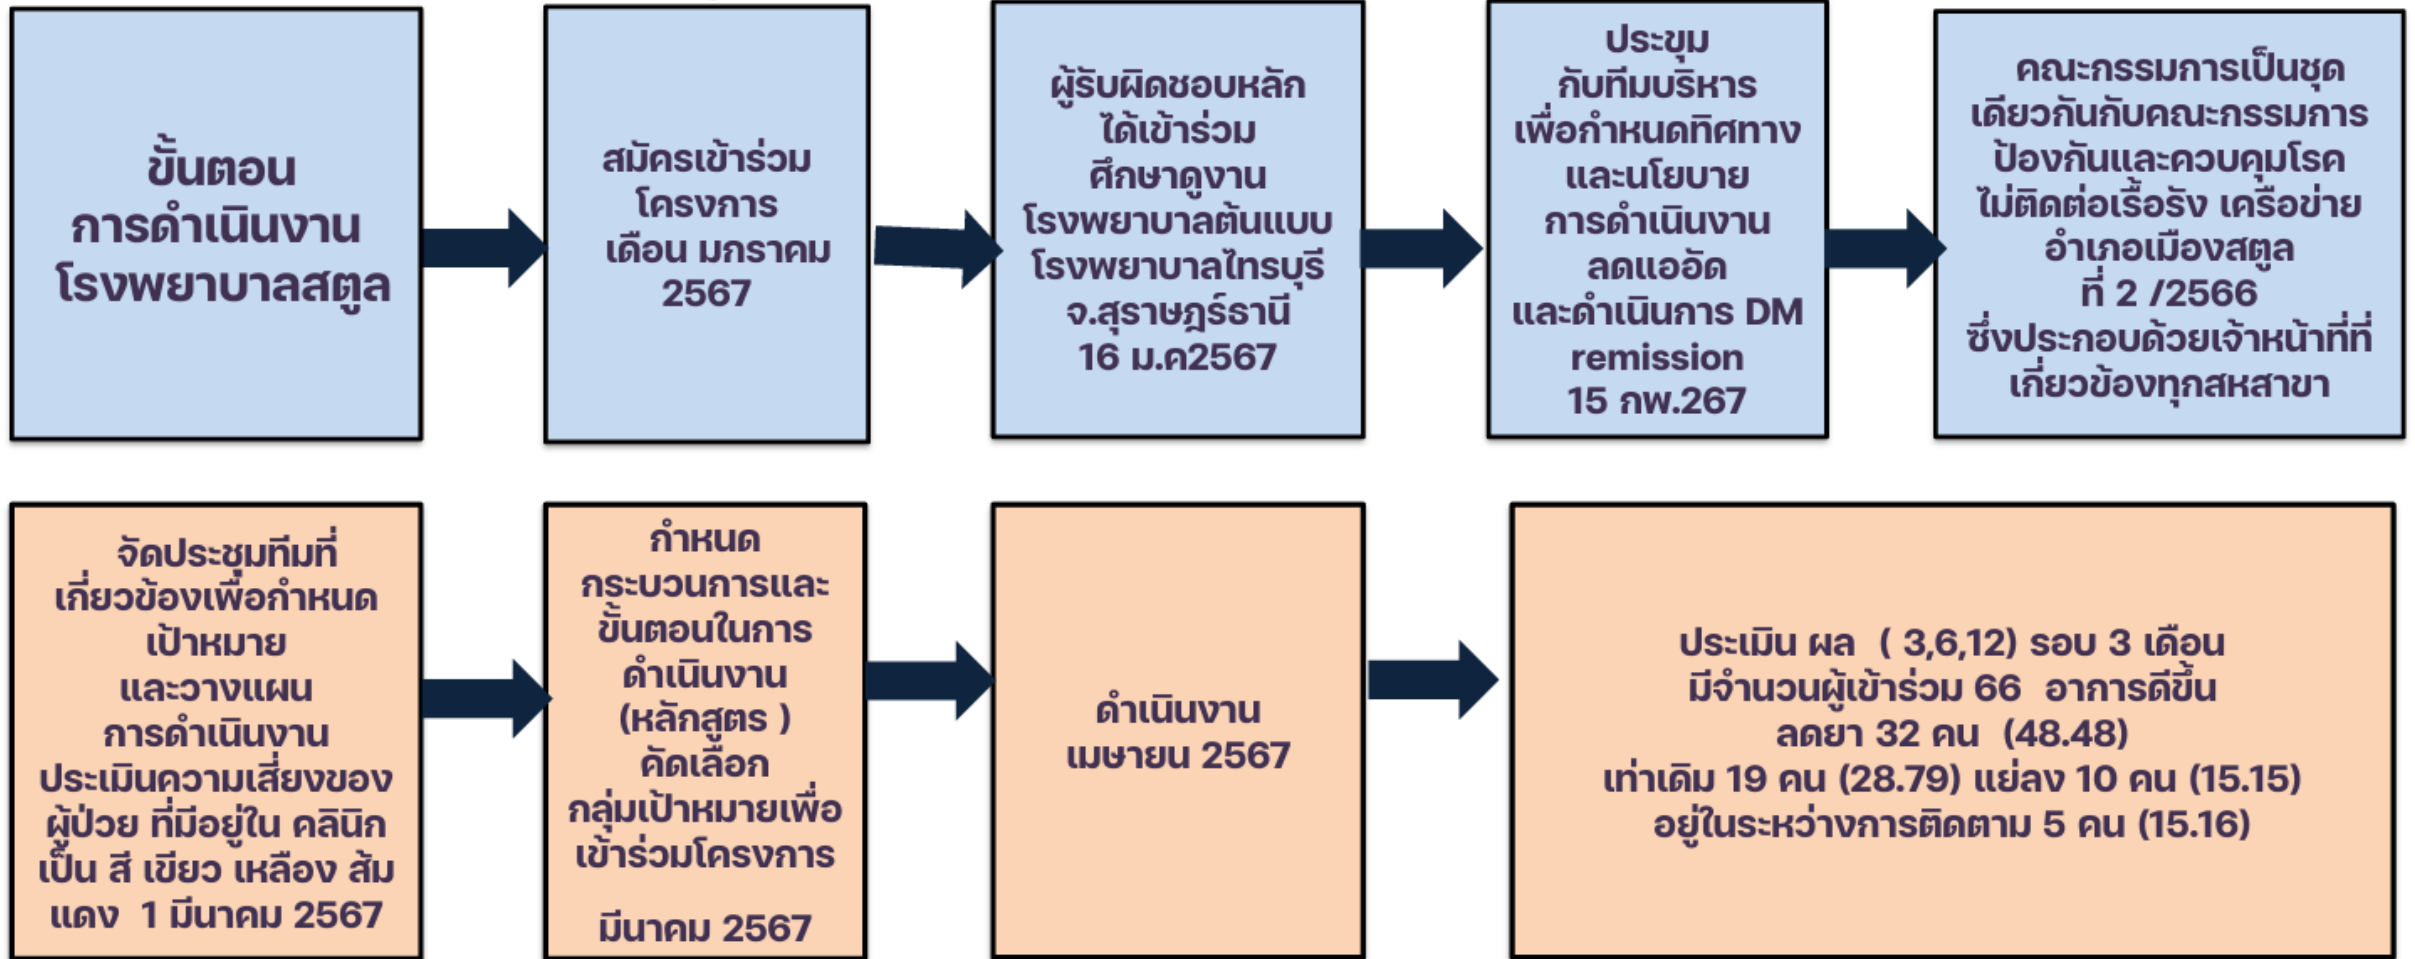 ขั้นตอน
การดำเนินงาน
โรงพยาบาลสตูล
สมัครเข้าร่วม
โครงการ
เดือน มกราคม
2567
ผู้รับผิดชอบหลัก
ได้เข้าร่วม
ศึกษาดูงาน
โรงพยาบาลต้นแบบ
โรงพยาบาลไทรบุรี
จ.สุราษฎร์ธานี
16 ม.ค2567
ประขุม
กับทีมบริหาร
เพื่อกำหนดทิศทาง
และนโยบาย
การดำเนินงาน
ลดแออัด
และดำเนินการ DM
remission
15 กพ.267
คณะกรรมการเป็นชุด
เดียวกันกับคณะกรรมการ
ป้องกันและควบคุมโรค
ไม่ติดต่อเรื้อรัง เครือข่าย
อำเภอเมืองสตูล
ที่ 2 /2566
ซึ่งประกอบด้วยเจ้าหน้าที่ที่
เกี่ยวข้องทุกสหสาขา
จัดประชุมทีมที่
เกี่ยวข้องเพื่อกำหนด
เป้าหมาย
และวางแผน
การดำเนินงาน
ประเมินความเสี่ยงของ
ผู้ป่วย ที่มีอยู่ใน คลินิก
เป็น สี เขียว เหลือง ส้ม
แดง 1 มีนาคม 2567
กำหนด
กระบวนการและ
ขั้นตอนในการ
ดำเนินงาน
(หลักสูตร )
คัดเลือก
กลุ่มเป้าหมายเพื่อ
เข้าร่วมโครงการ
มีนาคม 2567
ดำเนินงาน
เมษายน 2567
ประเมิน ผล ( 3,6,12) รอบ 3 เดือน
มีจำนวนผู้เข้าร่วม 66 อาการดีขึ้น
ลดยา 32 คน (48.48)
เท่าเดิม 19 คน (28.79) แย่ลง 10 คน (15.15)
อยู่ในระหว่างการติดตาม 5 คน (15.16)